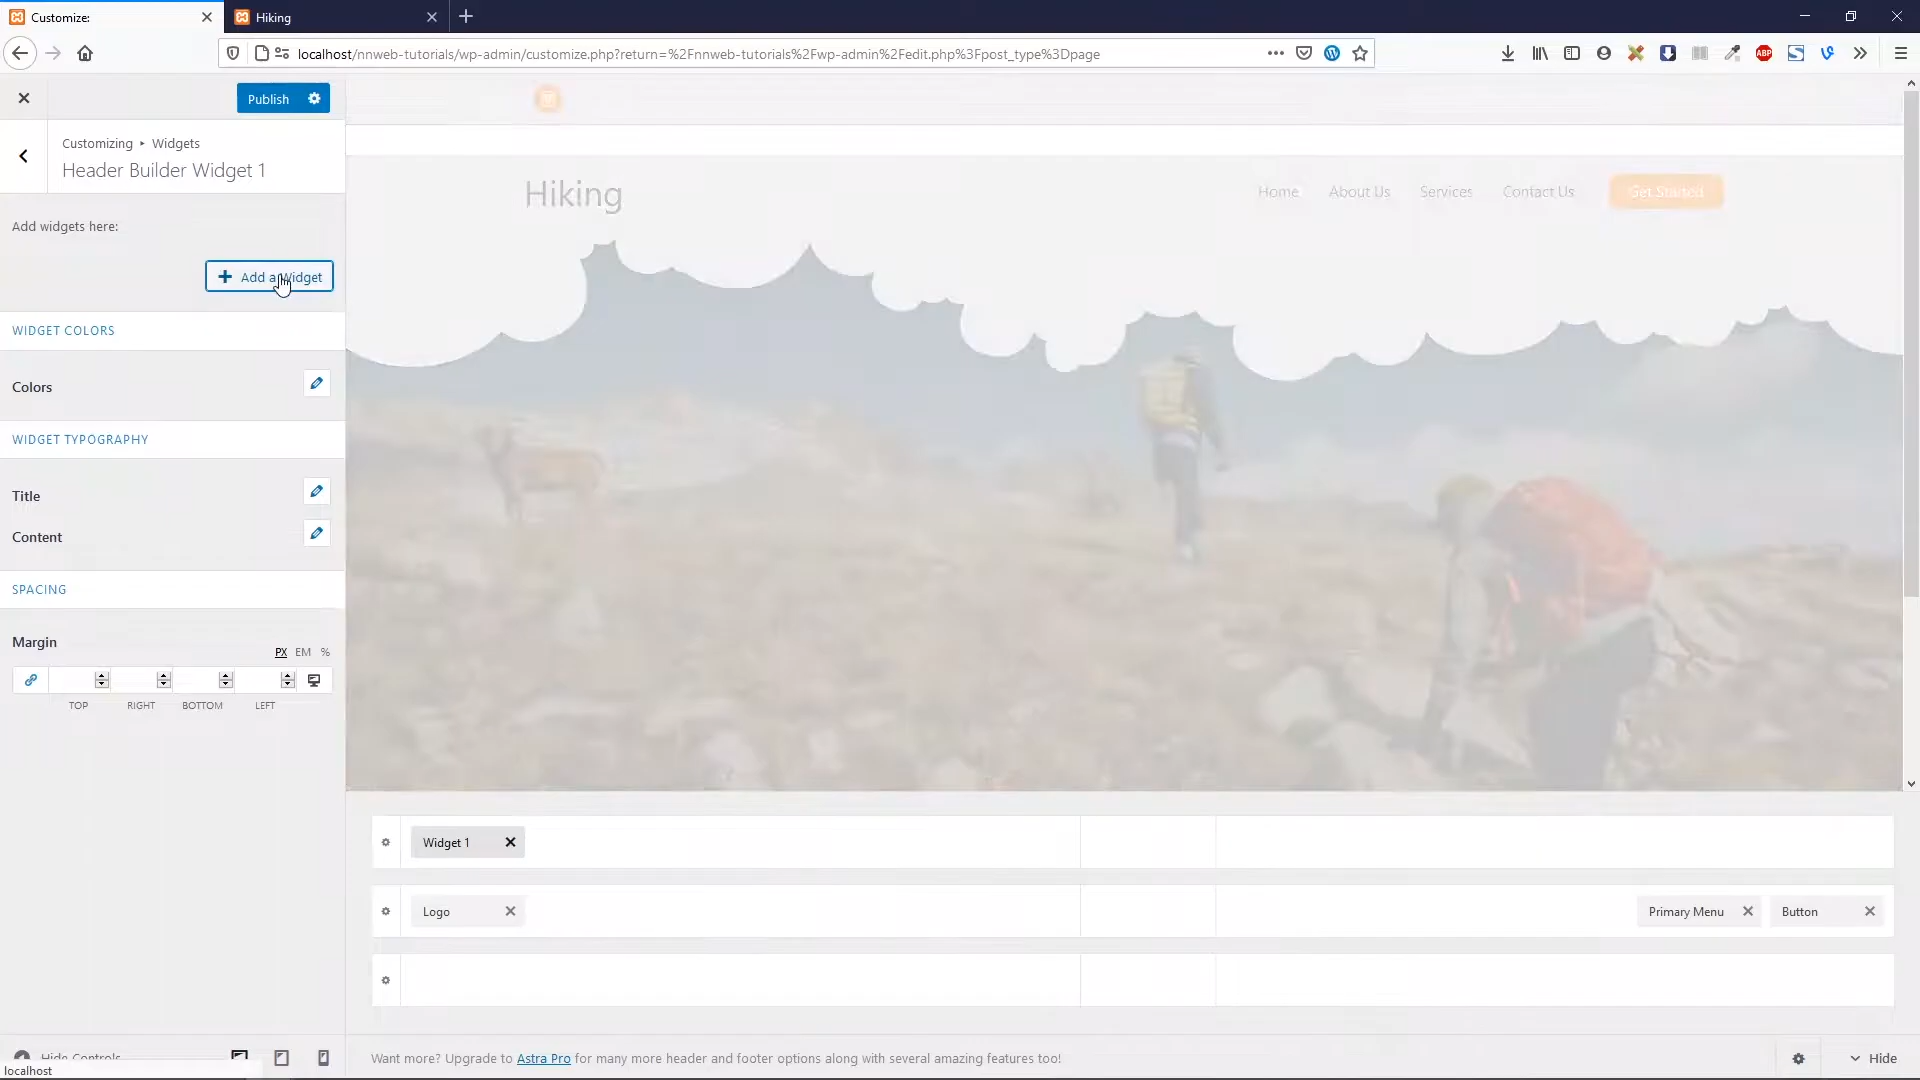 Customize:
Hiking
localhost/nnweb-tutorials/wp-admin/customize.php?return=%2Fnnweb-tutorials%2Fwp-admin%2Fedit.php%3Fpost_type%3Dpage
ABP
Publish
Customizing ▸ Widgets
Header Builder Widget 1
Add widgets here:
Add a Widget
WIDGET COLORS
Colors
WIDGET TYPOGRAPHY
Title
Content
SPACING
Margin
PX EM %
TOP RIGHT BOTTOM LEFT
Hiking
Home About Us Services Contact Us Get Started
Widget 1
Logo
Primary Menu
Button
Hide Controls
localhost
Want more? Upgrade to Astra Pro for many more header and footer options along with several amazing features too!
Hide